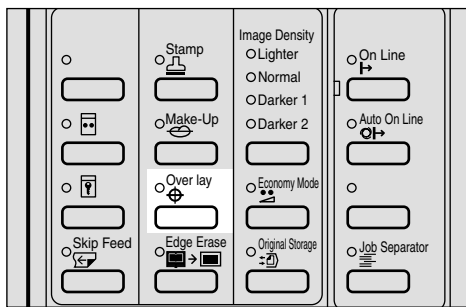 Stamp
Make-Up
Over lay
Skip Feed
Edge Erase
Image Density
Lighter
Normal
Darker 1
Darker 2
Economy Mode
Original Storage
On Line
Auto On Line
Job Separator